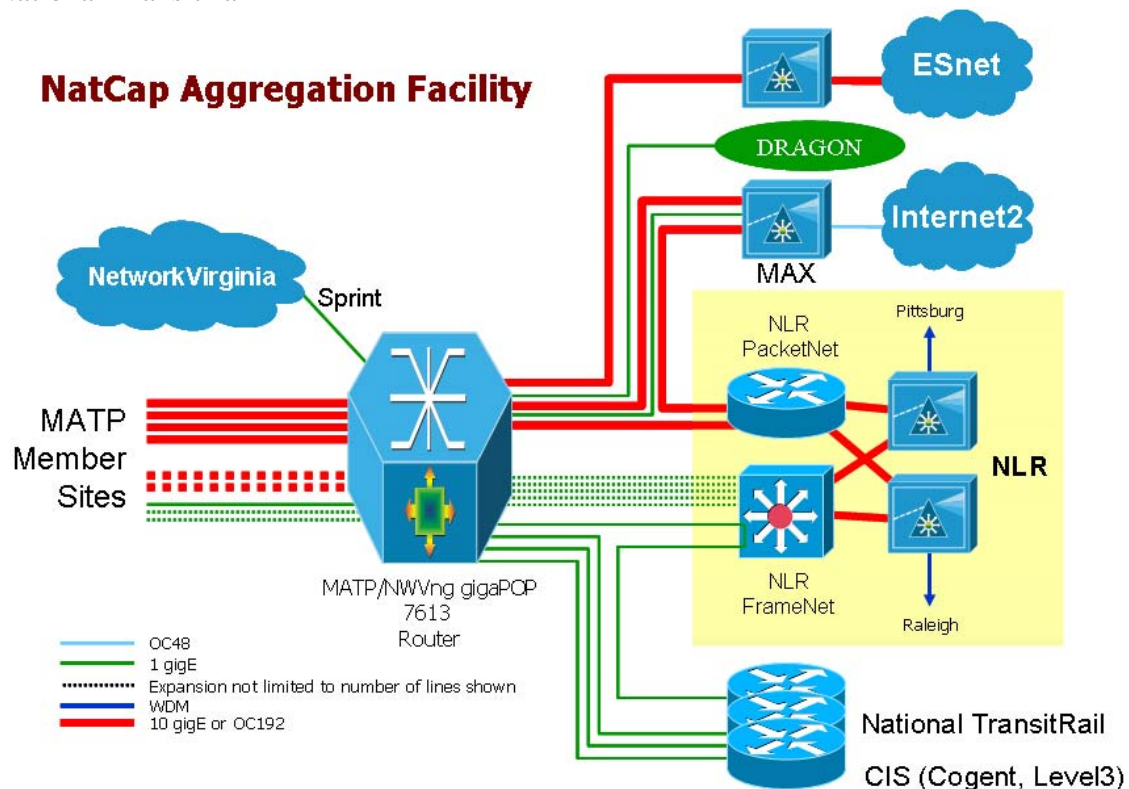 NatCap Aggregation Facility
ESnet
DRAGON
Internet2
MAX
NetworkVirginia
Sprint
NLR
PacketNet
Pittsburg
MATP
Member
Sites
NLR
NLR
FrameNet
Raleigh
MATP/NWVng gigaPOP
7613
Router
OC48
1 gigE
Expansion not limited to number of lines shown
WDM
10 gigE or OC192
National TransitRail
CIS (Cogent, Level3)